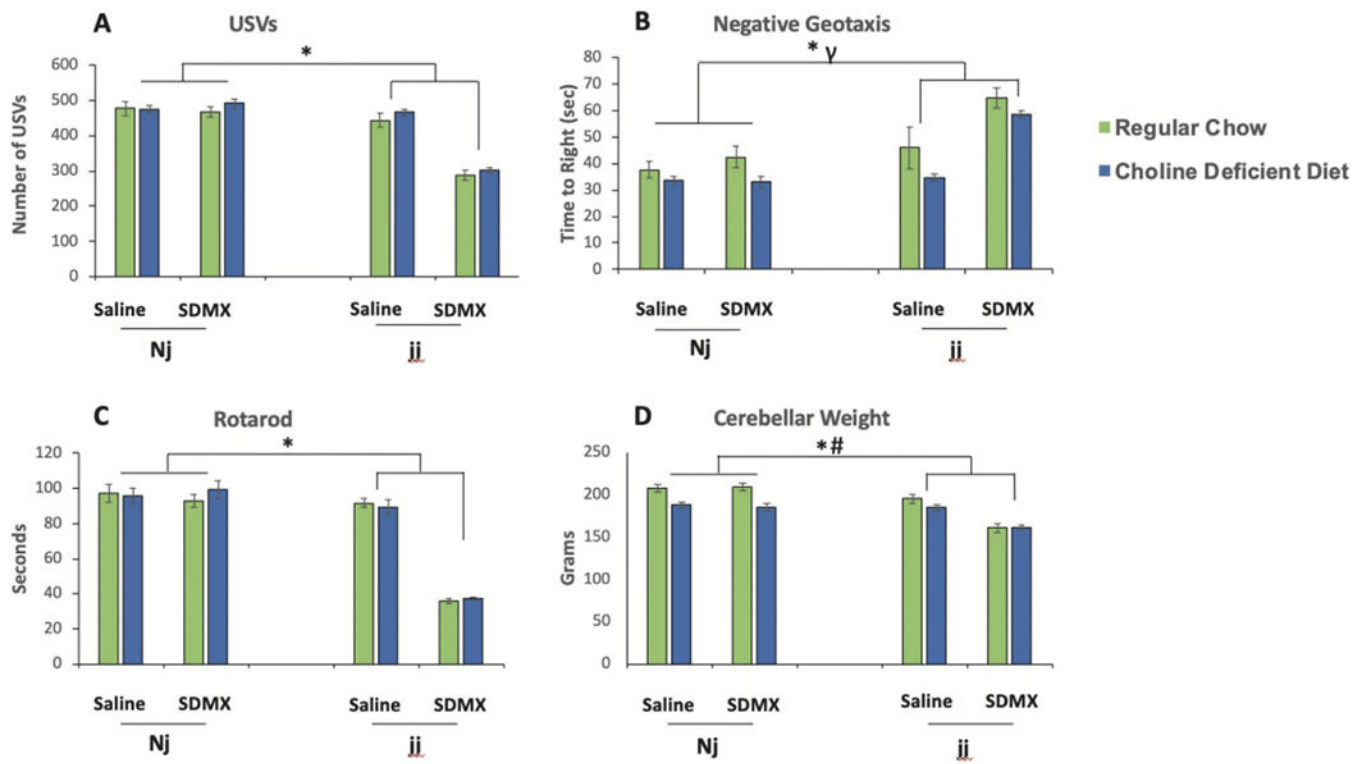 A
USVs
*
Number of USVs
600
500
400
300
200
100
0
Saline
SDMX
Saline
SDMX
Nj
jj
B
Negative Geotaxis
* γ
Time to Right (sec)
80
70
60
50
40
30
20
10
0
Saline
SDMX
Saline
SDMX
Nj
jj
Regular Chow
Choline Deficient Diet
C
Rotarod
*
Seconds
120
100
80
60
40
20
0
Saline
SDMX
Saline
SDMX
Nj
jj
D
Cerebellar Weight
*#
Grams
250
200
150
100
50
0
Saline
SDMX
Saline
SDMX
Nj
jj